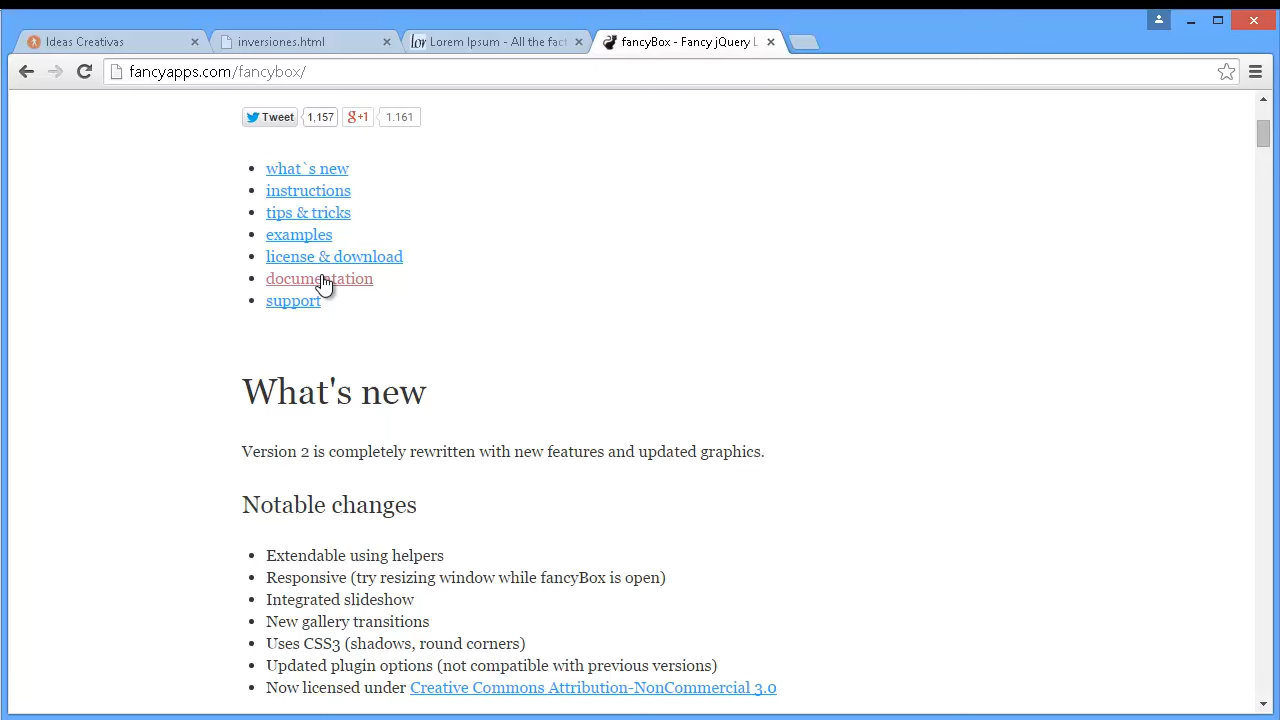 Ideas Creativas
inversiones.html
lor
Lorem Ipsum - All the fact
fancyBox - Fancy jQuery L
fancyapps.com/fancybox/
Tweet
1,157
g+1
1.161
what`s new
instructions
tips & tricks
examples
license & download
documentation
support
What's new
Version 2 is completely rewritten with new features and updated graphics.
Notable changes
Extendable using helpers
Responsive (try resizing window while fancyBox is open)
Integrated slideshow
New gallery transitions
Uses CSS3 (shadows, round corners)
Updated plugin options (not compatible with previous versions)
Now licensed under Creative Commons Attribution-NonCommercial 3.0